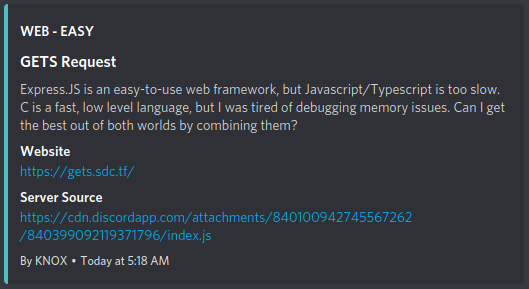 WEB - EASY
GETS Request
Express.JS is an easy-to-use web framework, but Javascript/Typescript is too slow.
C is a fast, low level language, but I was tired of debugging memory issues. Can I get
the best out of both worlds by combining them?
Website
https://gets.sdc.tf/
Server Source
https://cdn.discordapp.com/attachments/840100942745567262
/840399092119371796/index.js
By KNOX • Today at 5:18 AM